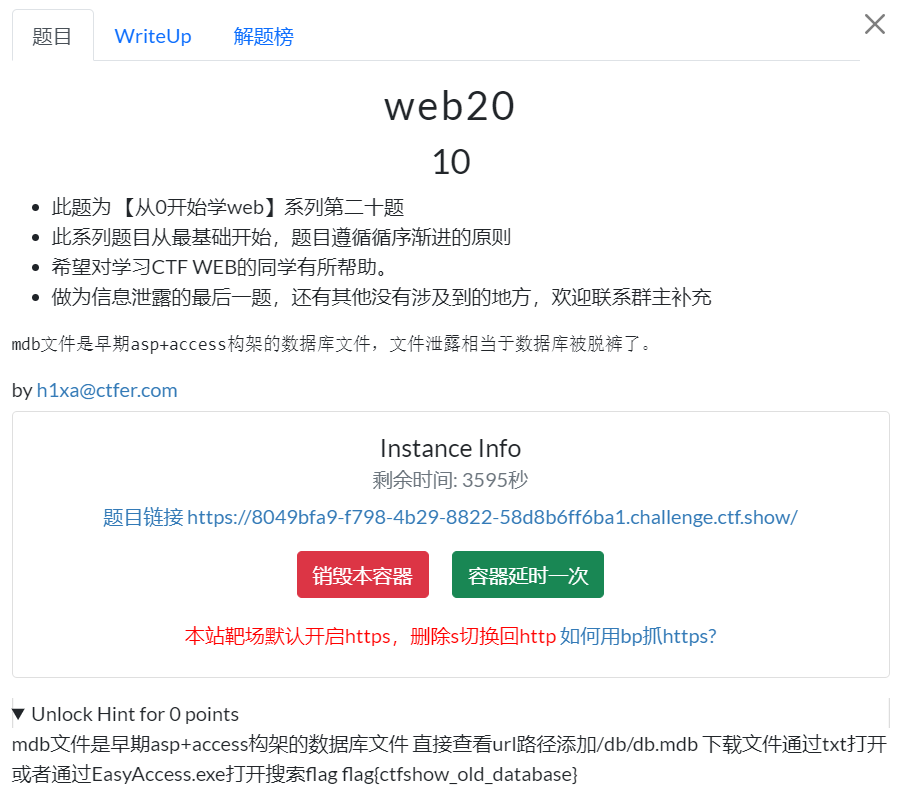 题目 WriteUp 解题榜
web20
10
此题为 【从0开始学web】系列第二十题
此系列题目从最基础开始，题目遵循循序渐进的原则
希望对学习CTF WEB的同学有所帮助。
做为信息泄露的最后一题，还有其他没有涉及到的地方，欢迎联系群主补充
mdb文件是早期asp+access构架的数据库文件，文件泄露相当于数据库被脱裤了。
by h1xa@ctfer.com
Instance Info
剩余时间: 3595秒
题目链接 https://8049bfa9-f798-4b29-8822-58d8b6ff6ba1.challenge.ctf.show/
销毁本容器 容器延时一次
本站靶场默认开启https，删除s切换回http 如何用bp抓https?
Unlock Hint for 0 points
mdb文件是早期asp+access构架的数据库文件 直接查看url路径添加/db/db.mdb 下载文件通过txt打开
或者通过EasyAccess.exe打开搜索flag flag{ctfshow_old_database}